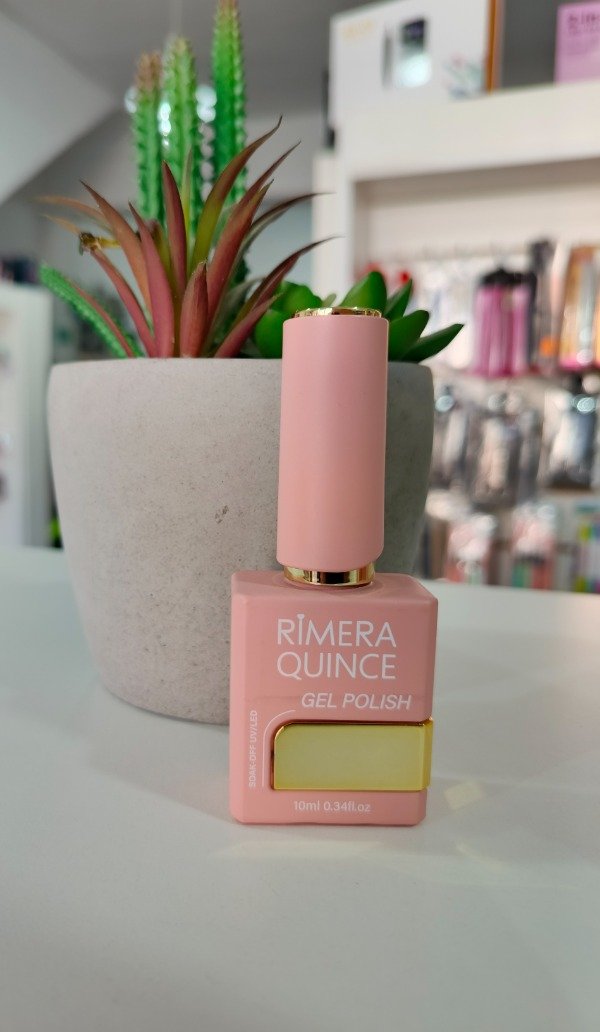 RIMERA
QUINCE
GEL POLISH
SOAK-OFF UV/LED
10ml 0.34fl.oz